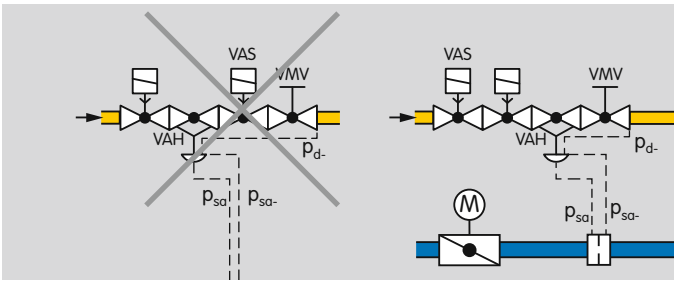 VAS
VMV
VAH
pd-
psa
psa-
VAS
VMV
VAH
pd-
psa
psa-
M